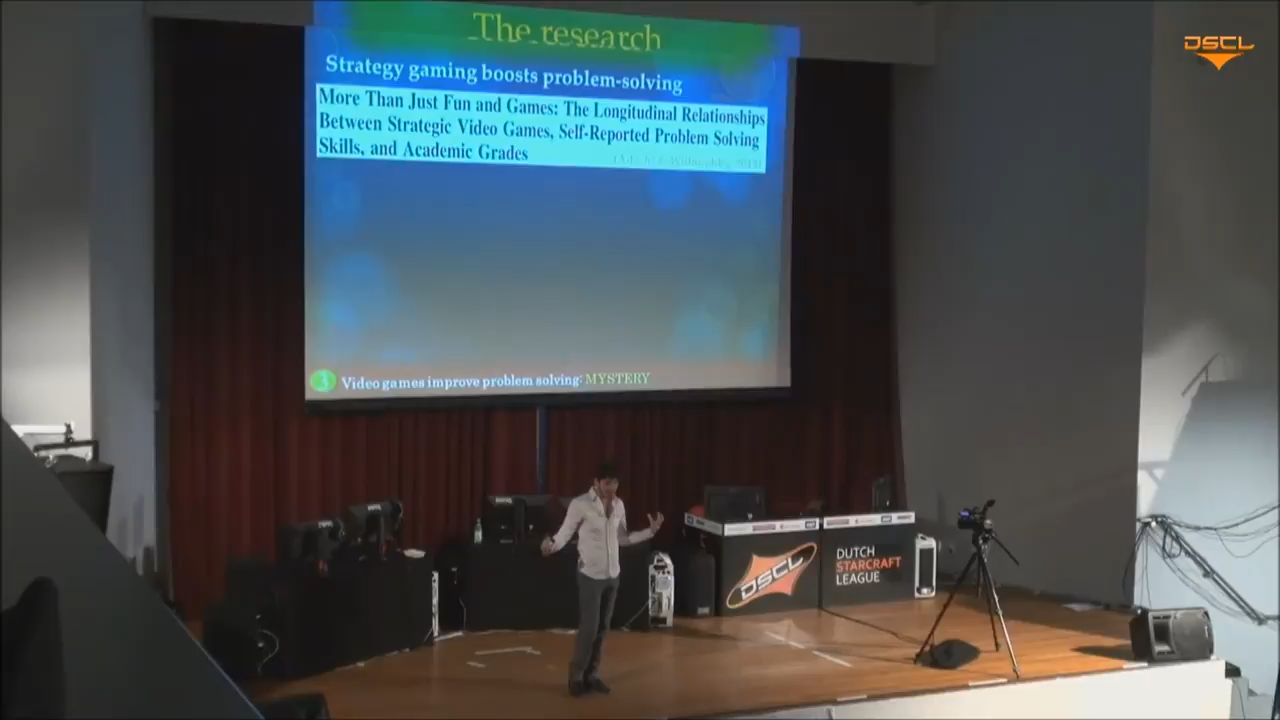 The research
DSCL
Strategy gaming boosts problem-solving
More Than Just Fun and Games: The Longitudinal Relationships
Between Strategic Video Games, Self-Reported Problem Solving
Skills, and Academic Grades
3 Video games improve problem solving: MYSTERY
DSCL
DUTCH
STARCRAFT
LEAGUE